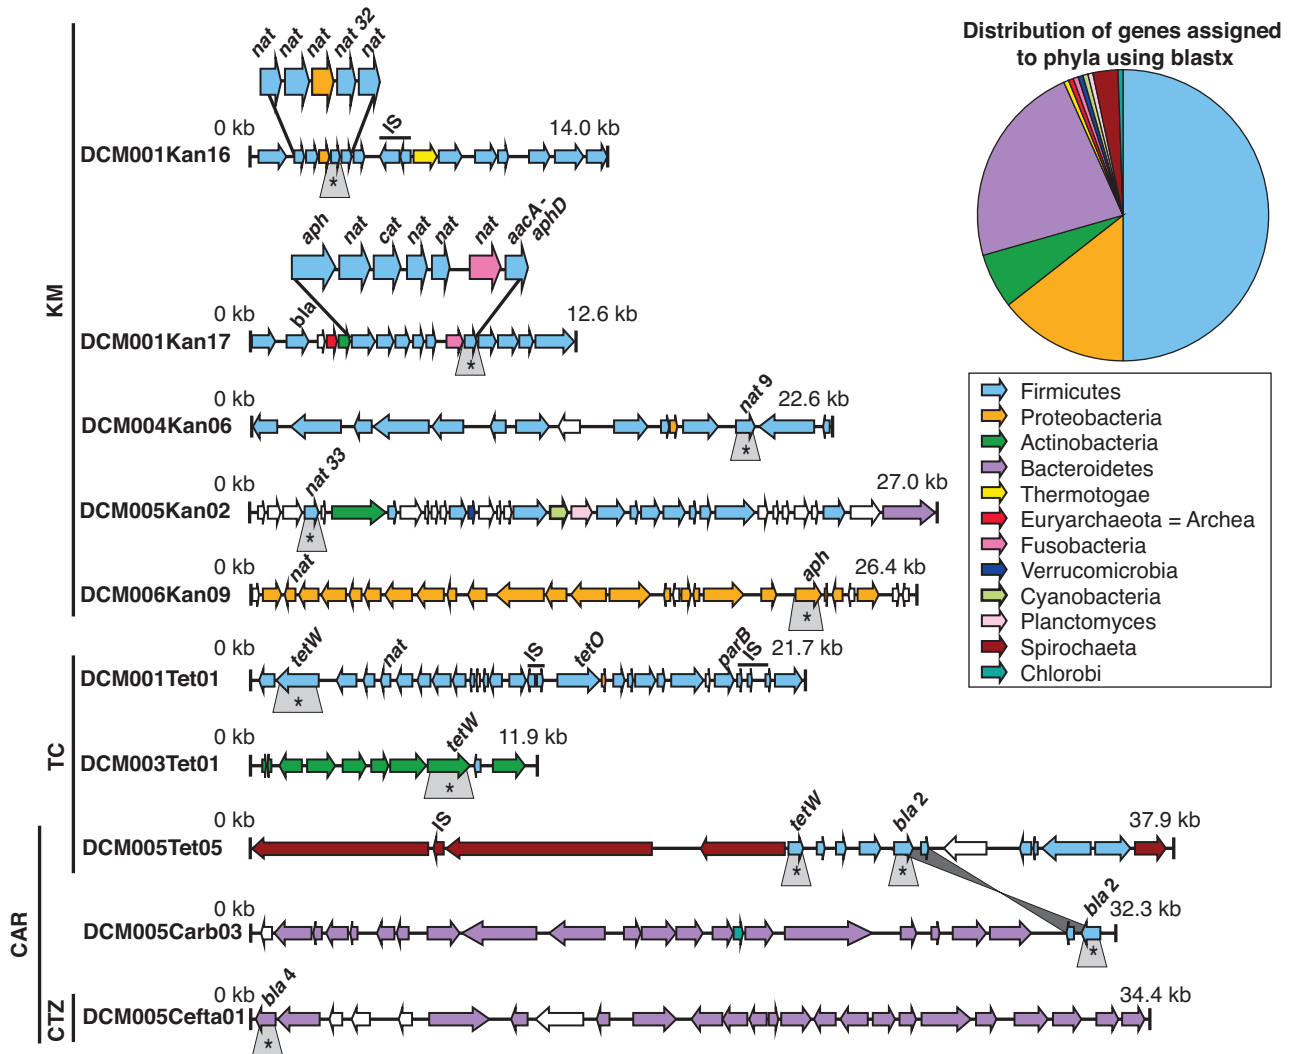 Distribution of genes assigned
to phyla using blastx
nat nat nat nat 32 nat
0 kb IS 14.0 kb
DCM001Kan16
*
aph nat cat nat nat nat aacA-aphD
0 kb bla 12.6 kb
DCM001Kan17
*
KM
0 kb nat 9 22.6 kb
DCM004Kan06
*
0 kb nat 33 27.0 kb
DCM005Kan02
*
0 kb nat aph 26.4 kb
DCM006Kan09
*
0 kb tetW nat IS tetO parB IS 21.7 kb
DCM001Tet01
*
TC
0 kb tetW 11.9 kb
DCM003Tet01
*
0 kb IS tetW bla 2 37.9 kb
DCM005Tet05
* *
CAR
0 kb bla 2 32.3 kb
DCM005Carb03
*
CTZ
0 kb bla 4 34.4 kb
DCM005Cefta01
*
Firmicutes
Proteobacteria
Actinobacteria
Bacteroidetes
Thermotogae
Euryarchaeota = Archea
Fusobacteria
Verrucomicrobia
Cyanobacteria
Planctomyces
Spirochaeta
Chlorobi